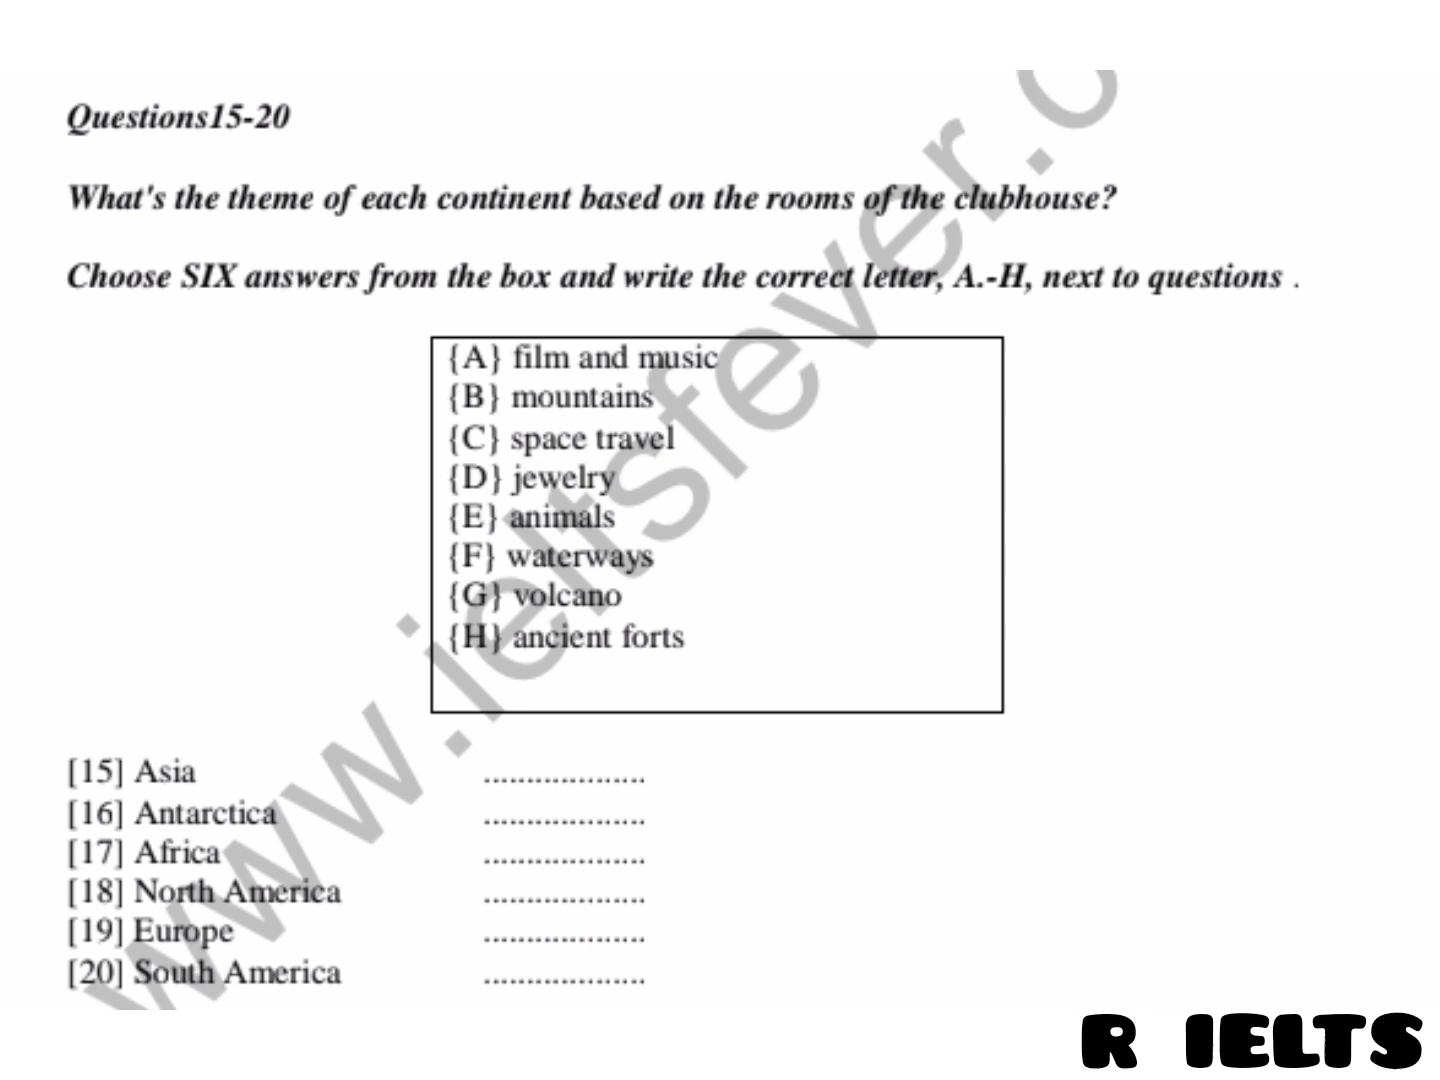 Questions15-20
What's the theme of each continent based on the rooms of the clubhouse?
Choose SIX answers from the box and write the correct letter, A.-H, next to questions .
{A} film and music
{B} mountains
{C} space travel
{D} jewelry
{E} animals
{F} waterways
{G} volcano
{H} ancient forts
[15] Asia ...................
[16] Antarctica ...................
[17] Africa ...................
[18] North America ...................
[19] Europe ...................
[20] South America ...................
www.ieltsfever.c
R IELTS